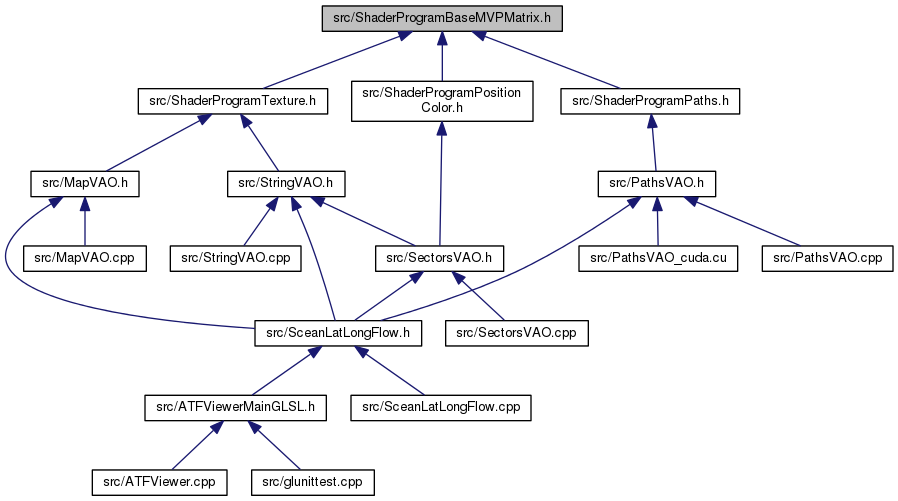 src/ShaderProgramBaseMVPMatrix.h
src/ShaderProgramTexture.h
src/ShaderProgramPosition
Color.h
src/ShaderProgramPaths.h
src/MapVAO.h
src/StringVAO.h
src/PathsVAO.h
src/MapVAO.cpp
src/StringVAO.cpp
src/SectorsVAO.h
src/PathsVAO_cuda.cu
src/PathsVAO.cpp
src/SceanLatLongFlow.h
src/SectorsVAO.cpp
src/ATFViewerMainGLSL.h
src/SceanLatLongFlow.cpp
src/ATFViewer.cpp
src/glunittest.cpp